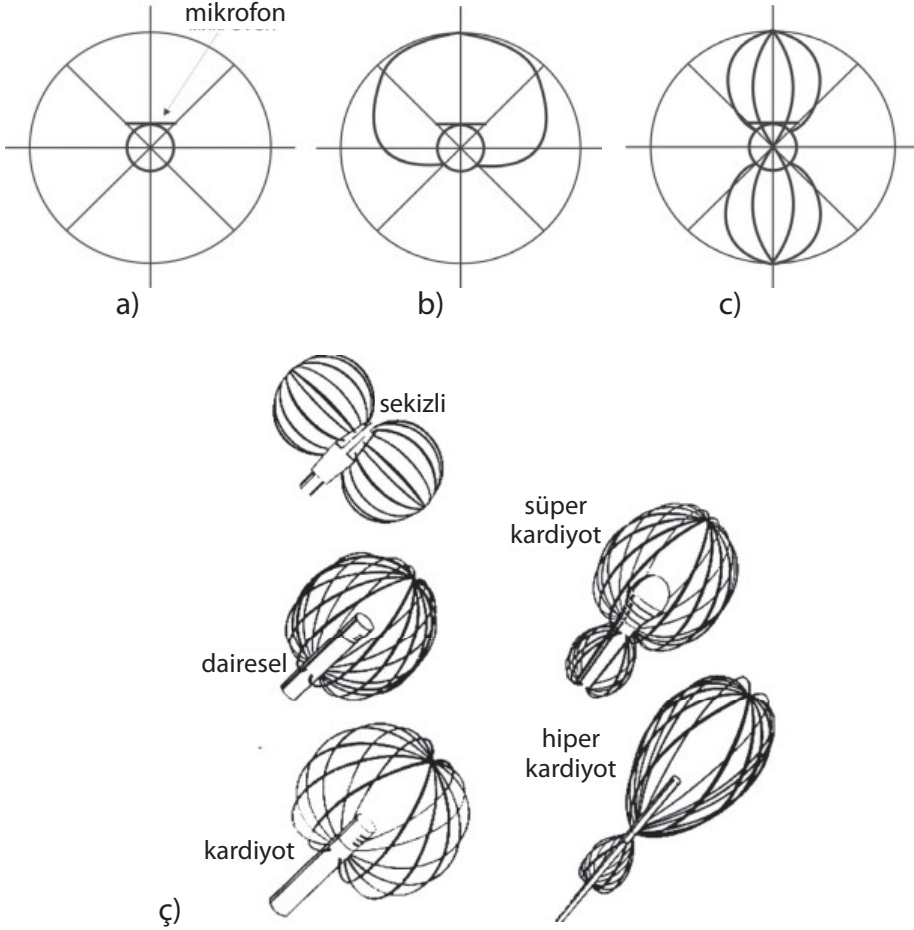 mikrofon
a)
b)
c)
sekizli
süper
kardiyot
dairesel
hiper
kardiyot
kardiyot
ç)